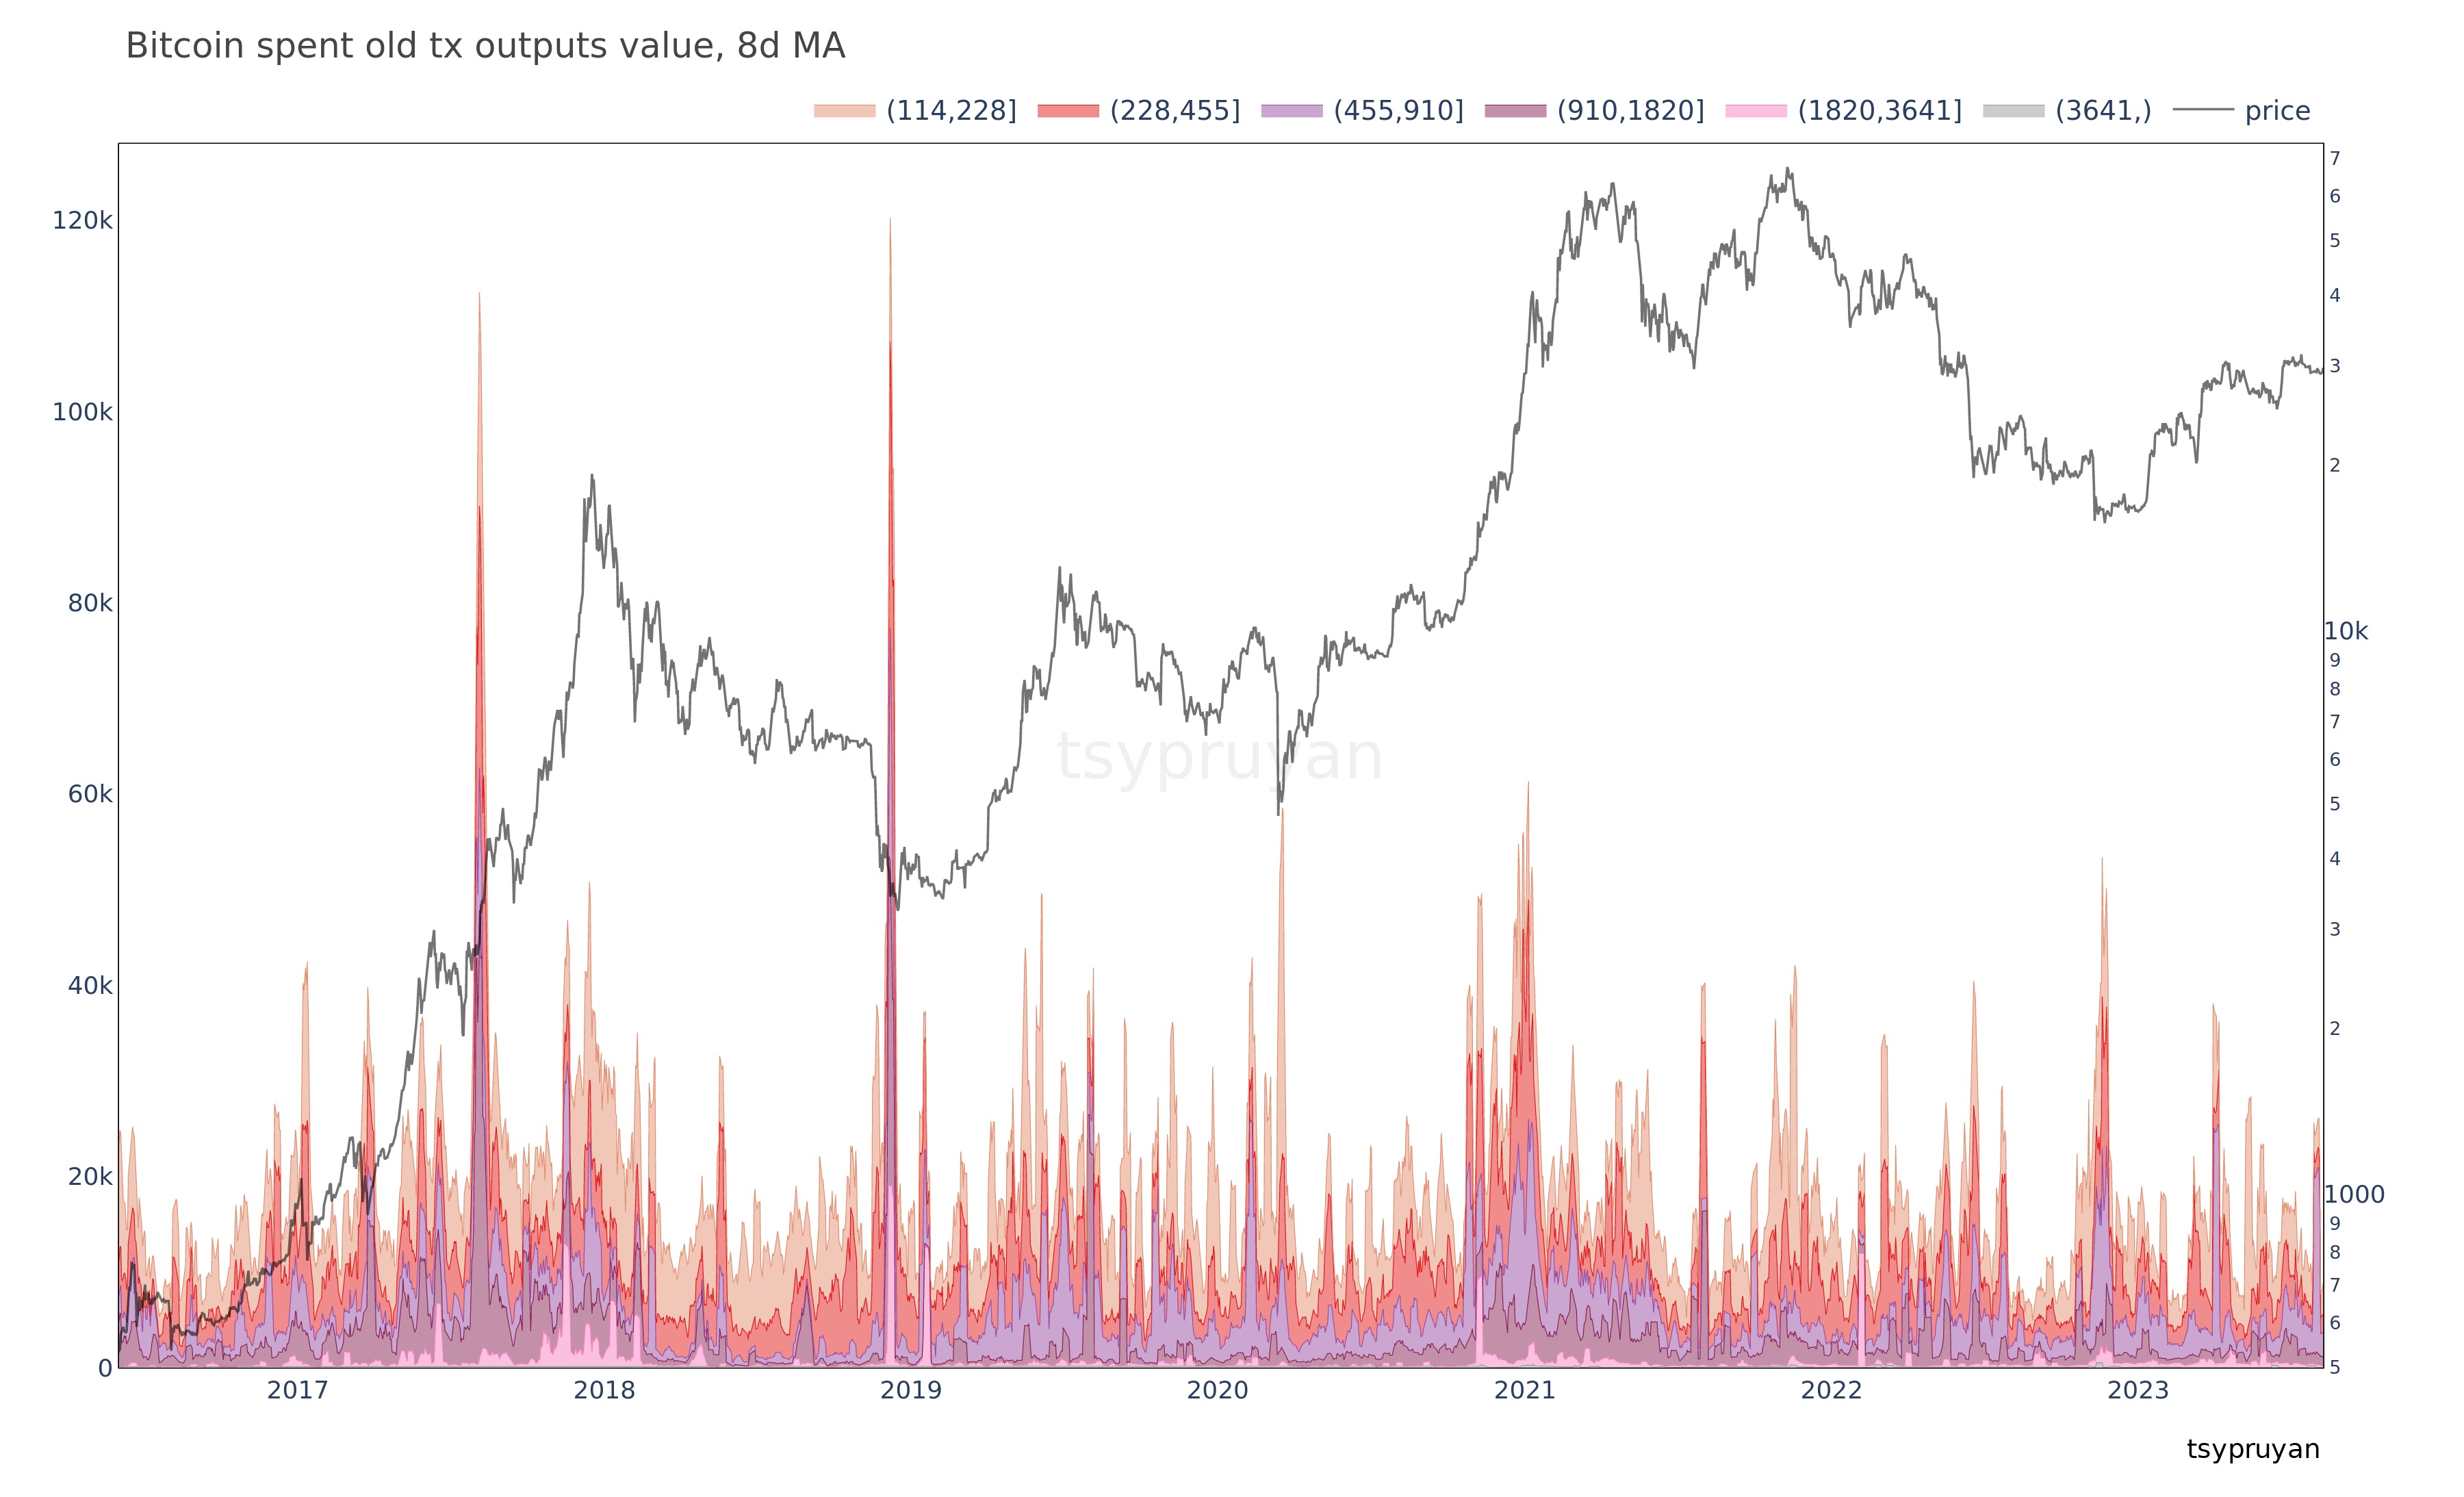 Bitcoin spent old tx outputs value, 8d MA
(114,228] (228,455] (455,910] (910,1820] (1820,3641] (3641,) price
7
120k 6
5
4
3
100k
2
80k
10k
9
8
7
tsypruyan
6
60k 5
4
3
40k
2
20k
1000
9
8
7
6
0 5
2017 2018 2019 2020 2021 2022 2023
tsypruyan